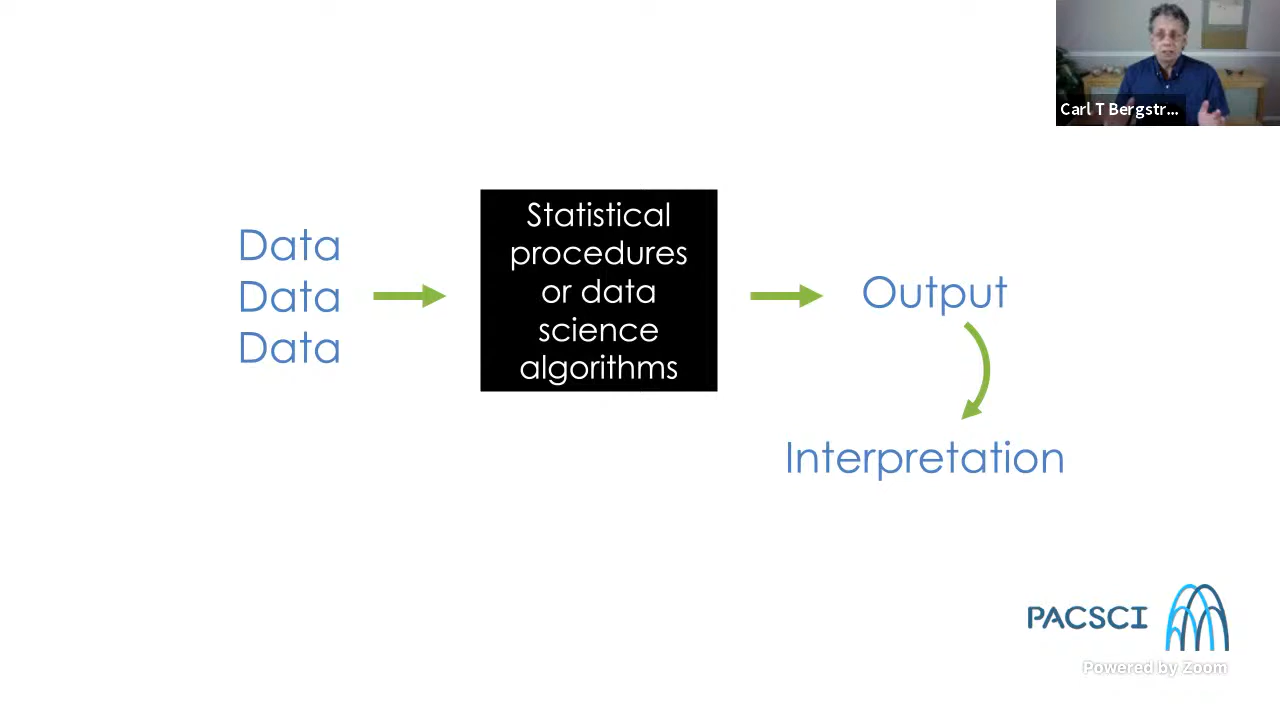 Carl T Bergstr...
Data
Data
Data
Statistical
procedures
or data
science
algorithms
Output
Interpretation
PACSCI
Powered by Zoom